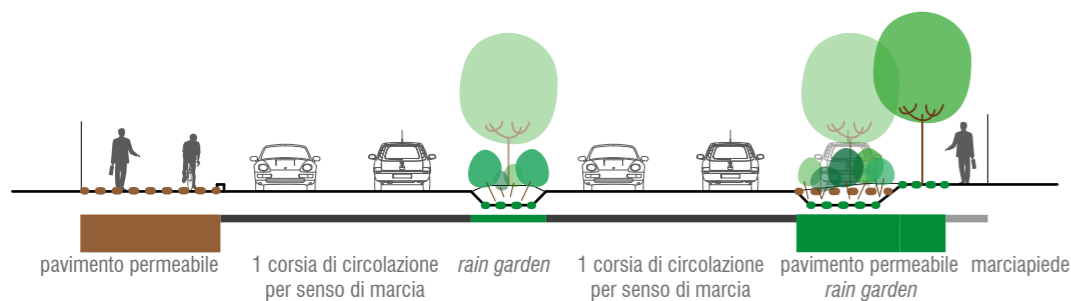 pavimento permeabile
1 corsia di circolazione
per senso di marcia
rain garden
1 corsia di circolazione
per senso di marcia
pavimento permeabile
rain garden
marciapiede